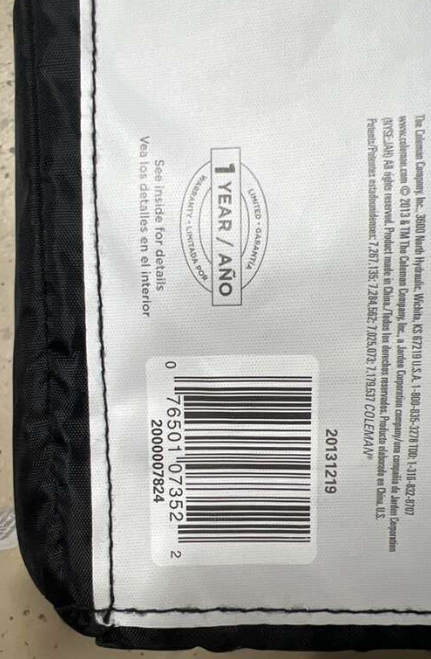 The Coleman Company, Inc., 3600 North Hydraulic, Wichita, KS 67219 U.S.A. 1-800-835-3278 TDD: 1-316-832-8707
www.coleman.com © 2013 & TM The Coleman Company, Inc., a Jarden Corporation company/una compañía de Jarden Corporation
(NYSE:JAH) All rights reserved. Product made in China./Todos los derechos reservados. Producto elaborado en China. U.S.
Patents/Patentes estadounidenses: 7,267,135; 7,284,562; 7,025,073; 7,179,537 COLEMAN®
LIMITED • GARANTÍA
1 YEAR / AÑO
WARRANTY • LIMITADA POR
See inside for details
Vea los detalles en el interior
20131219
0 76501 07352 2
2000007824